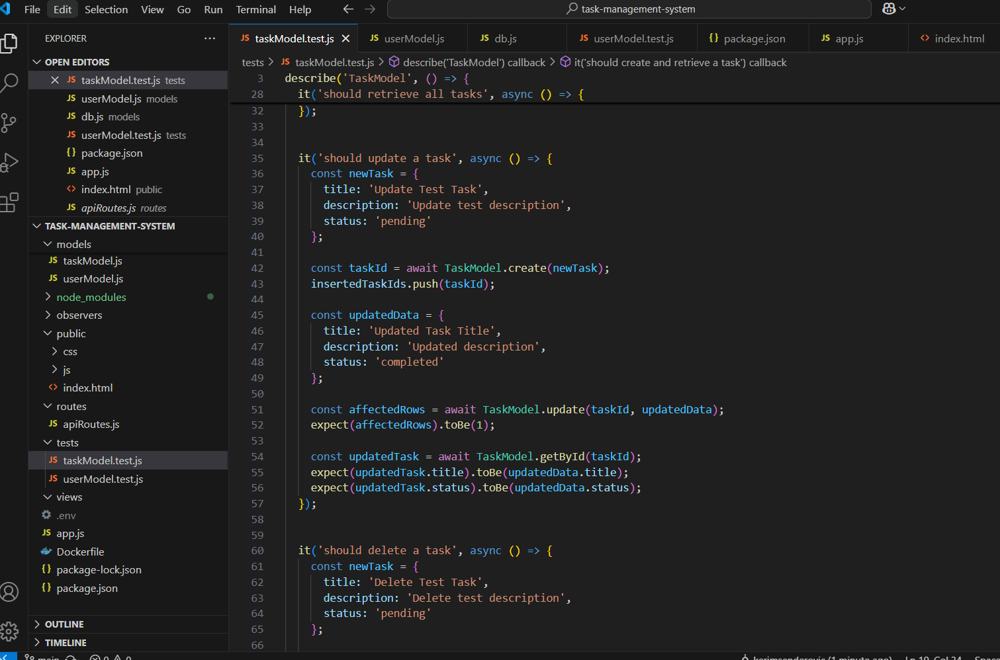 File Edit Selection View Go Run Terminal Help
task-management-system
EXPLORER
OPEN EDITORS
JS taskModel.test.js tests
JS userModel.js models
JS db.js models
JS userModel.test.js tests
{} package.json
JS app.js
<> index.html public
JS apiRoutes.js routes
TASK-MANAGEMENT-SYSTEM
models
JS taskModel.js
JS userModel.js
node_modules
observers
public
css
js
<> index.html
routes
JS apiRoutes.js
tests
JS taskModel.test.js
JS userModel.test.js
views
.env
JS app.js
Dockerfile
{} package-lock.json
{} package.json
OUTLINE
TIMELINE
JS taskModel.test.js JS userModel.js JS db.js JS userModel.test.js {} package.json JS app.js <> index.html
tests > JS taskModel.test.js > describe('TaskModel') callback > it('should create and retrieve a task') callback
3 describe('TaskModel', () => {
28 it('should retrieve all tasks', async () => {
32 });
33
34
35 it('should update a task', async () => {
36 const newTask = {
37 title: 'Update Test Task',
38 description: 'Update test description',
39 status: 'pending'
40 };
41
42 const taskId = await TaskModel.create(newTask);
43 insertedTaskIds.push(taskId);
44
45 const updatedData = {
46 title: 'Updated Task Title',
47 description: 'Updated description',
48 status: 'completed'
49 };
50
51 const affectedRows = await TaskModel.update(taskId, updatedData);
52 expect(affectedRows).toBe(1);
53
54 const updatedTask = await TaskModel.getById(taskId);
55 expect(updatedTask.title).toBe(updatedData.title);
56 expect(updatedTask.status).toBe(updatedData.status);
57 });
58
59
60 it('should delete a task', async () => {
61 const newTask = {
62 title: 'Delete Test Task',
63 description: 'Delete test description',
64 status: 'pending'
65 };
66
main 0 0 (1 minute ago) Ln 19, Col 24